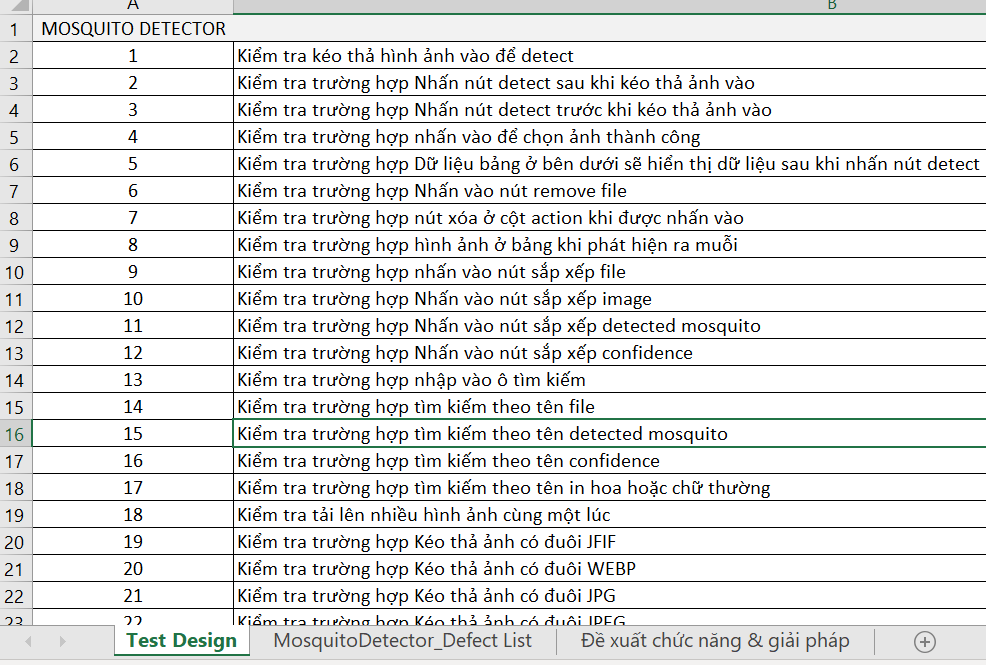 A B
1 MOSQUITO DETECTOR
2 1 Kiểm tra kéo thả hình ảnh vào để detect
3 2 Kiểm tra trường hợp Nhấn nút detect sau khi kéo thả ảnh vào
4 3 Kiểm tra trường hợp Nhấn nút detect trước khi kéo thả ảnh vào
5 4 Kiểm tra trường hợp nhấn vào để chọn ảnh thành công
6 5 Kiểm tra trường hợp Dữ liệu bảng ở bên dưới sẽ hiển thị dữ liệu sau khi nhấn nút detect
7 6 Kiểm tra trường hợp Nhấn vào nút remove file
8 7 Kiểm tra trường hợp nút xóa ở cột action khi được nhấn vào
9 8 Kiểm tra trường hợp hình ảnh ở bảng khi phát hiện ra muỗi
10 9 Kiểm tra trường hợp nhấn vào nút sắp xếp file
11 10 Kiểm tra trường hợp Nhấn vào nút sắp xếp image
12 11 Kiểm tra trường hợp Nhấn vào nút sắp xếp detected mosquito
13 12 Kiểm tra trường hợp Nhấn vào nút sắp xếp confidence
14 13 Kiểm tra trường hợp nhập vào ô tìm kiếm
15 14 Kiểm tra trường hợp tìm kiếm theo tên file
16 15 Kiểm tra trường hợp tìm kiếm theo tên detected mosquito
17 16 Kiểm tra trường hợp tìm kiếm theo tên confidence
18 17 Kiểm tra trường hợp tìm kiếm theo tên in hoa hoặc chữ thường
19 18 Kiểm tra tải lên nhiều hình ảnh cùng một lúc
20 19 Kiểm tra trường hợp Kéo thả ảnh có đuôi JFIF
21 20 Kiểm tra trường hợp Kéo thả ảnh có đuôi WEBP
22 21 Kiểm tra trường hợp Kéo thả ảnh có đuôi JPG
23 22 Kiểm tra trường hợp Kéo thả ảnh có đuôi JPEG
Test Design MosquitoDetector_Defect List Đề xuất chức năng & giải pháp